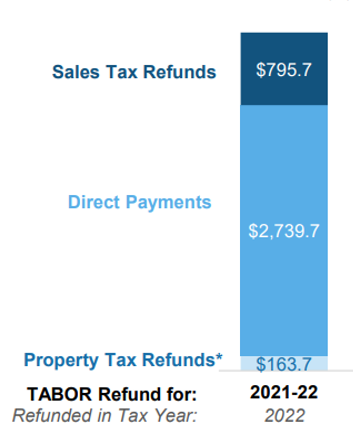 Sales Tax Refunds $795.7
Direct Payments
$2,739.7
Property Tax Refunds* $163.7
TABOR Refund for: 2021-22
Refunded in Tax Year: 2022